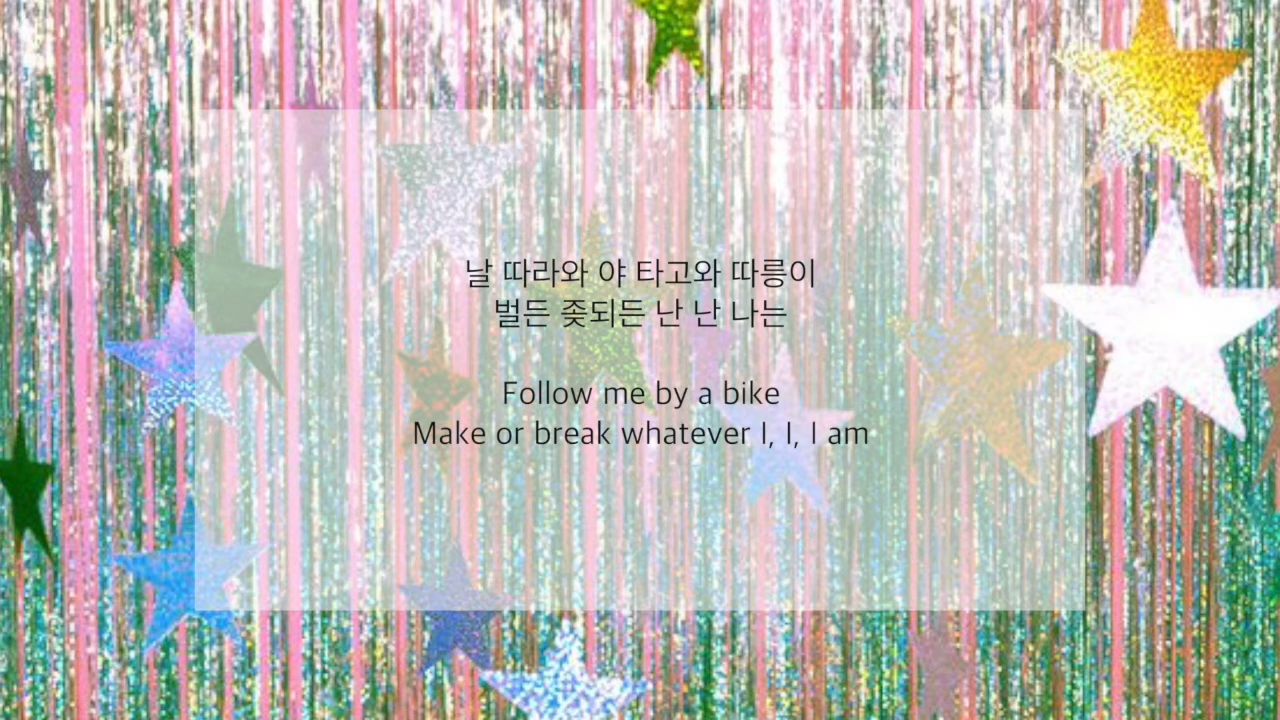 날 따라와 야 타고와 따릉이
벌든 좆되든 난 난 나는
Follow me by a bike
Make or break whatever I, I, I am